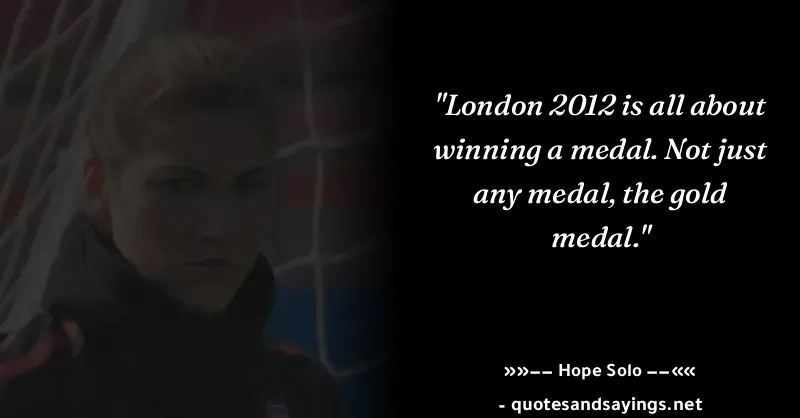 "London 2012 is all about
winning a medal. Not just
any medal, the gold
medal."
»»−− Hope Solo −−««
- quotesandsayings.net